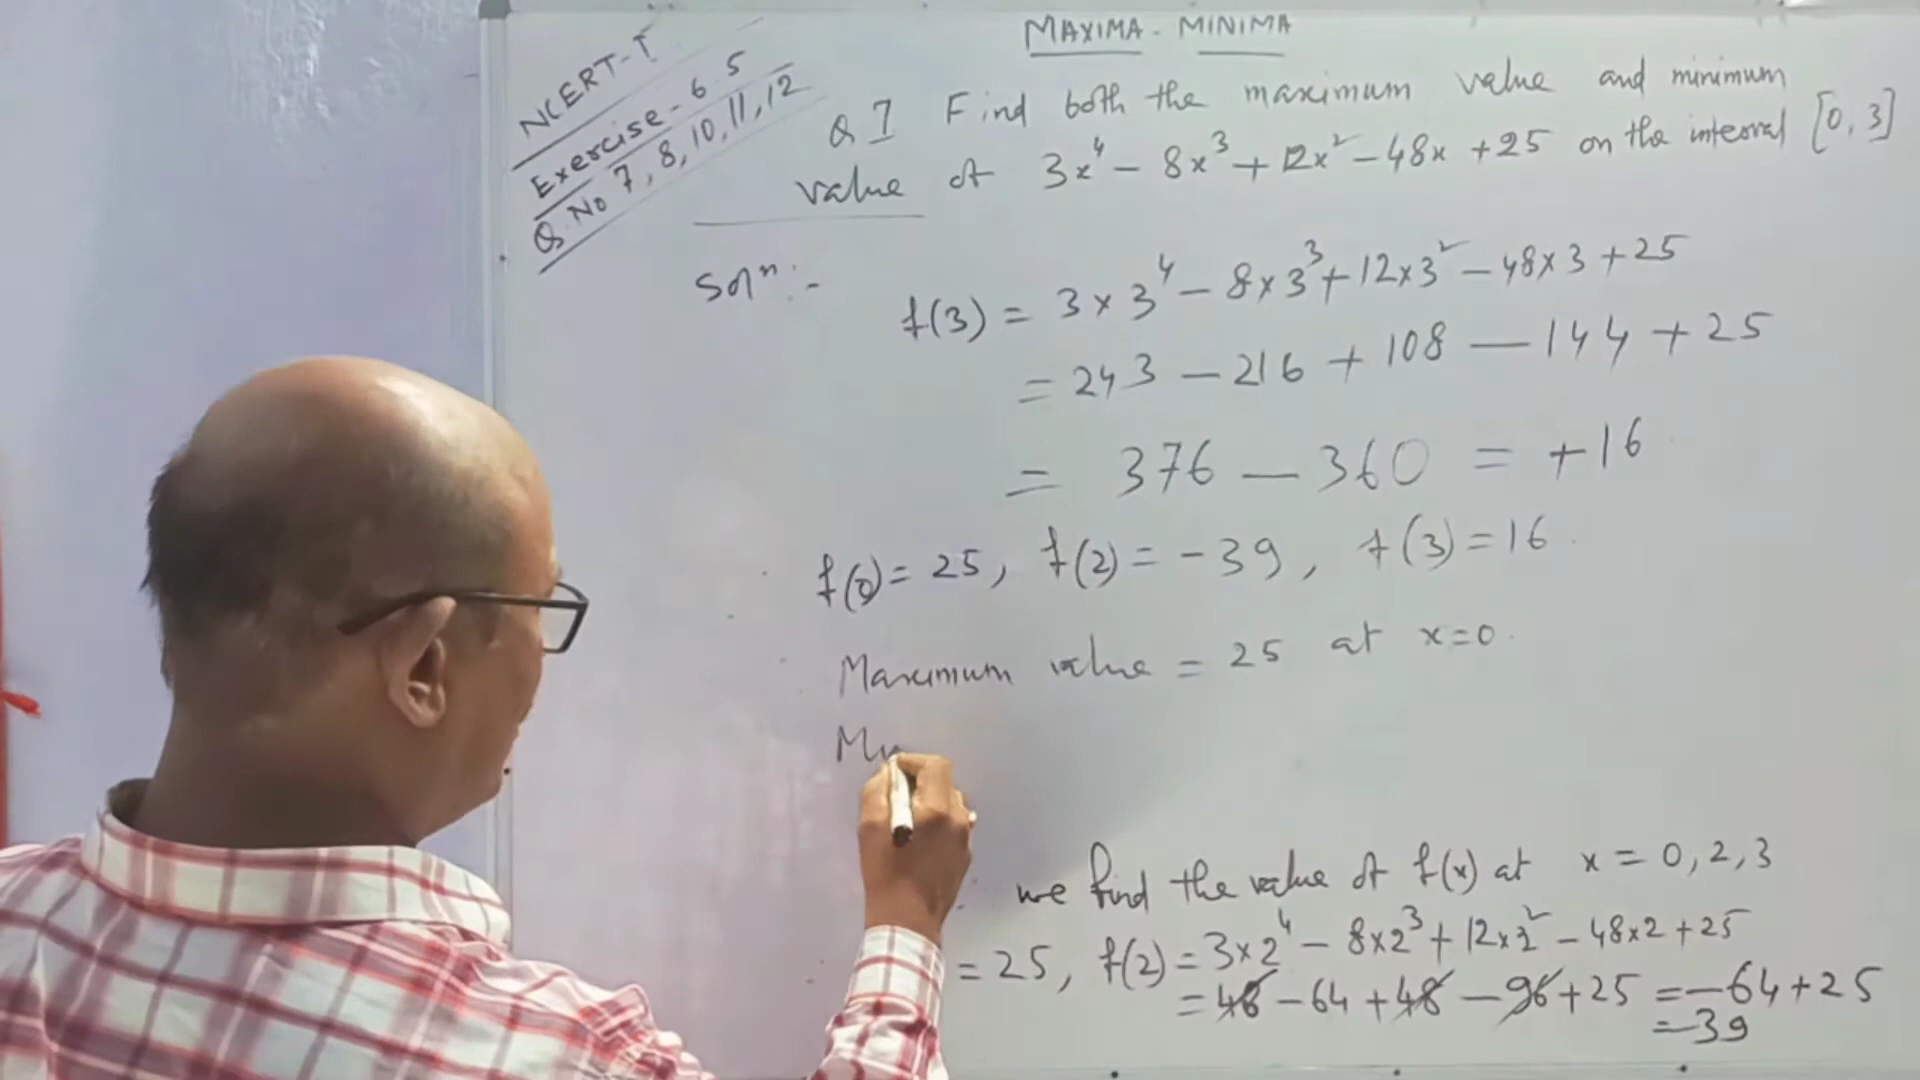 MAXIMA - MINIMA
NCERT-I
Exercise - 6.5
Q. No 7, 8, 10, 11, 12
Q 7 Find both the maximum value and minimum
value of 3x⁴ - 8x³ + 12x² - 48x + 25 on the interval [0, 3]
Solⁿ :-
f(3) = 3 x 3⁴ - 8 x 3³ + 12 x 3² - 48 x 3 + 25
= 243 - 216 + 108 - 144 + 25
= 376 - 360 = +16
f(0) = 25, f(2) = -39, f(3) = 16
Maximum value = 25 at x = 0.
we find the value of f(x) at x = 0, 2, 3
= 25, f(2) = 3 x 2⁴ - 8 x 2³ + 12 x 2² - 48 x 2 + 25
= 48 - 64 + 48 - 96 + 25 = -64 + 25
= -39